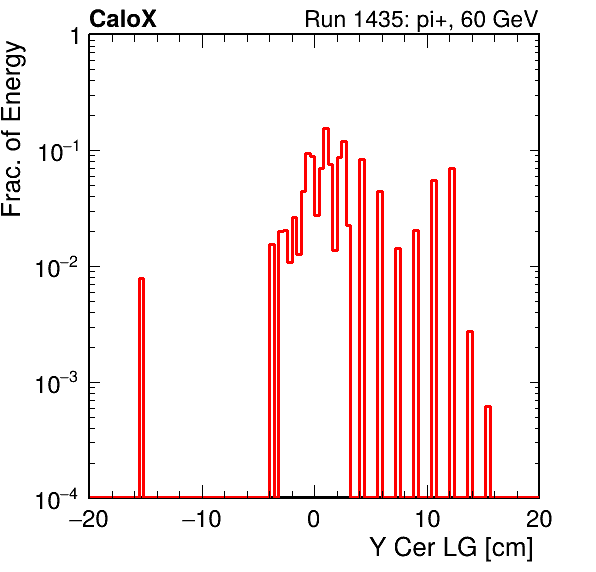 CaloX Run 1435: pi+, 60 GeV
Frac. of Energy
1
10⁻¹
10⁻²
10⁻³
10⁻⁴
−20 −10 0 10 20
Y Cer LG [cm]